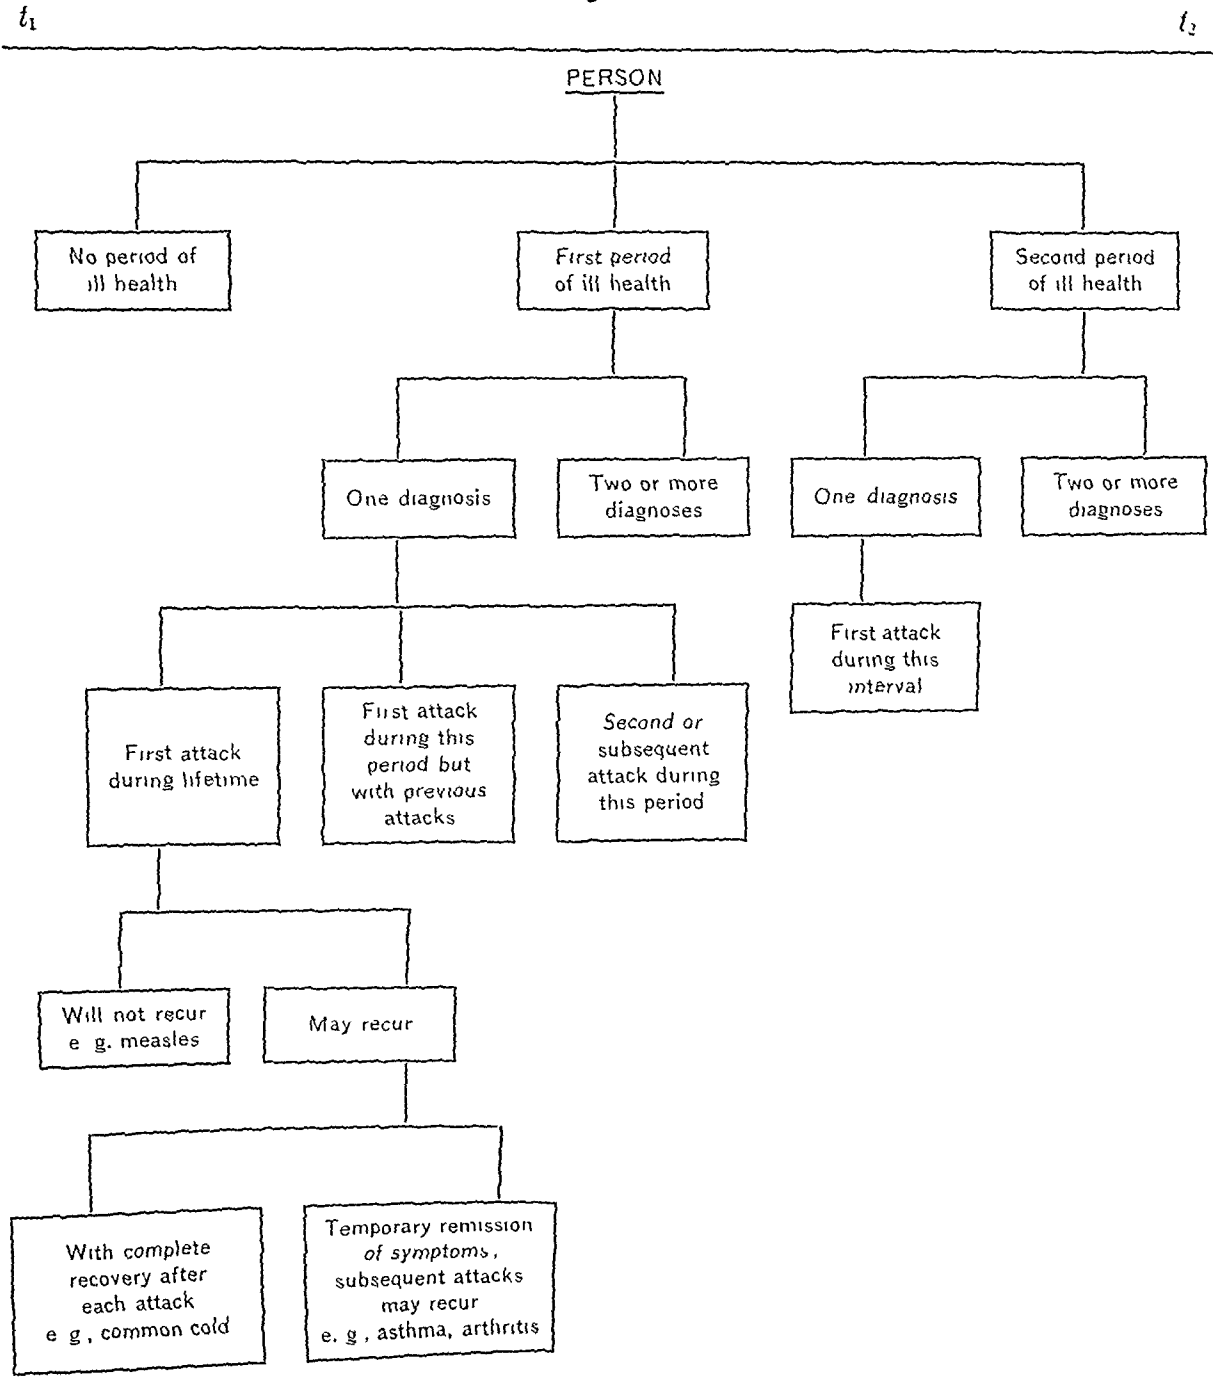 t₁
t₂
PERSON
No period of
ill health
First period
of ill health
Second period
of ill health
One diagnosis
Two or more
diagnoses
One diagnosis
Two or more
diagnoses
First attack
during this
interval
First attack
during lifetime
First attack
during this
period but
with previous
attacks
Second or
subsequent
attack during
this period
Will not recur
e g. measles
May recur
With complete
recovery after
each attack
e g, common cold
Temporary remission
of symptoms,
subsequent attacks
may recur
e. g, asthma, arthritis